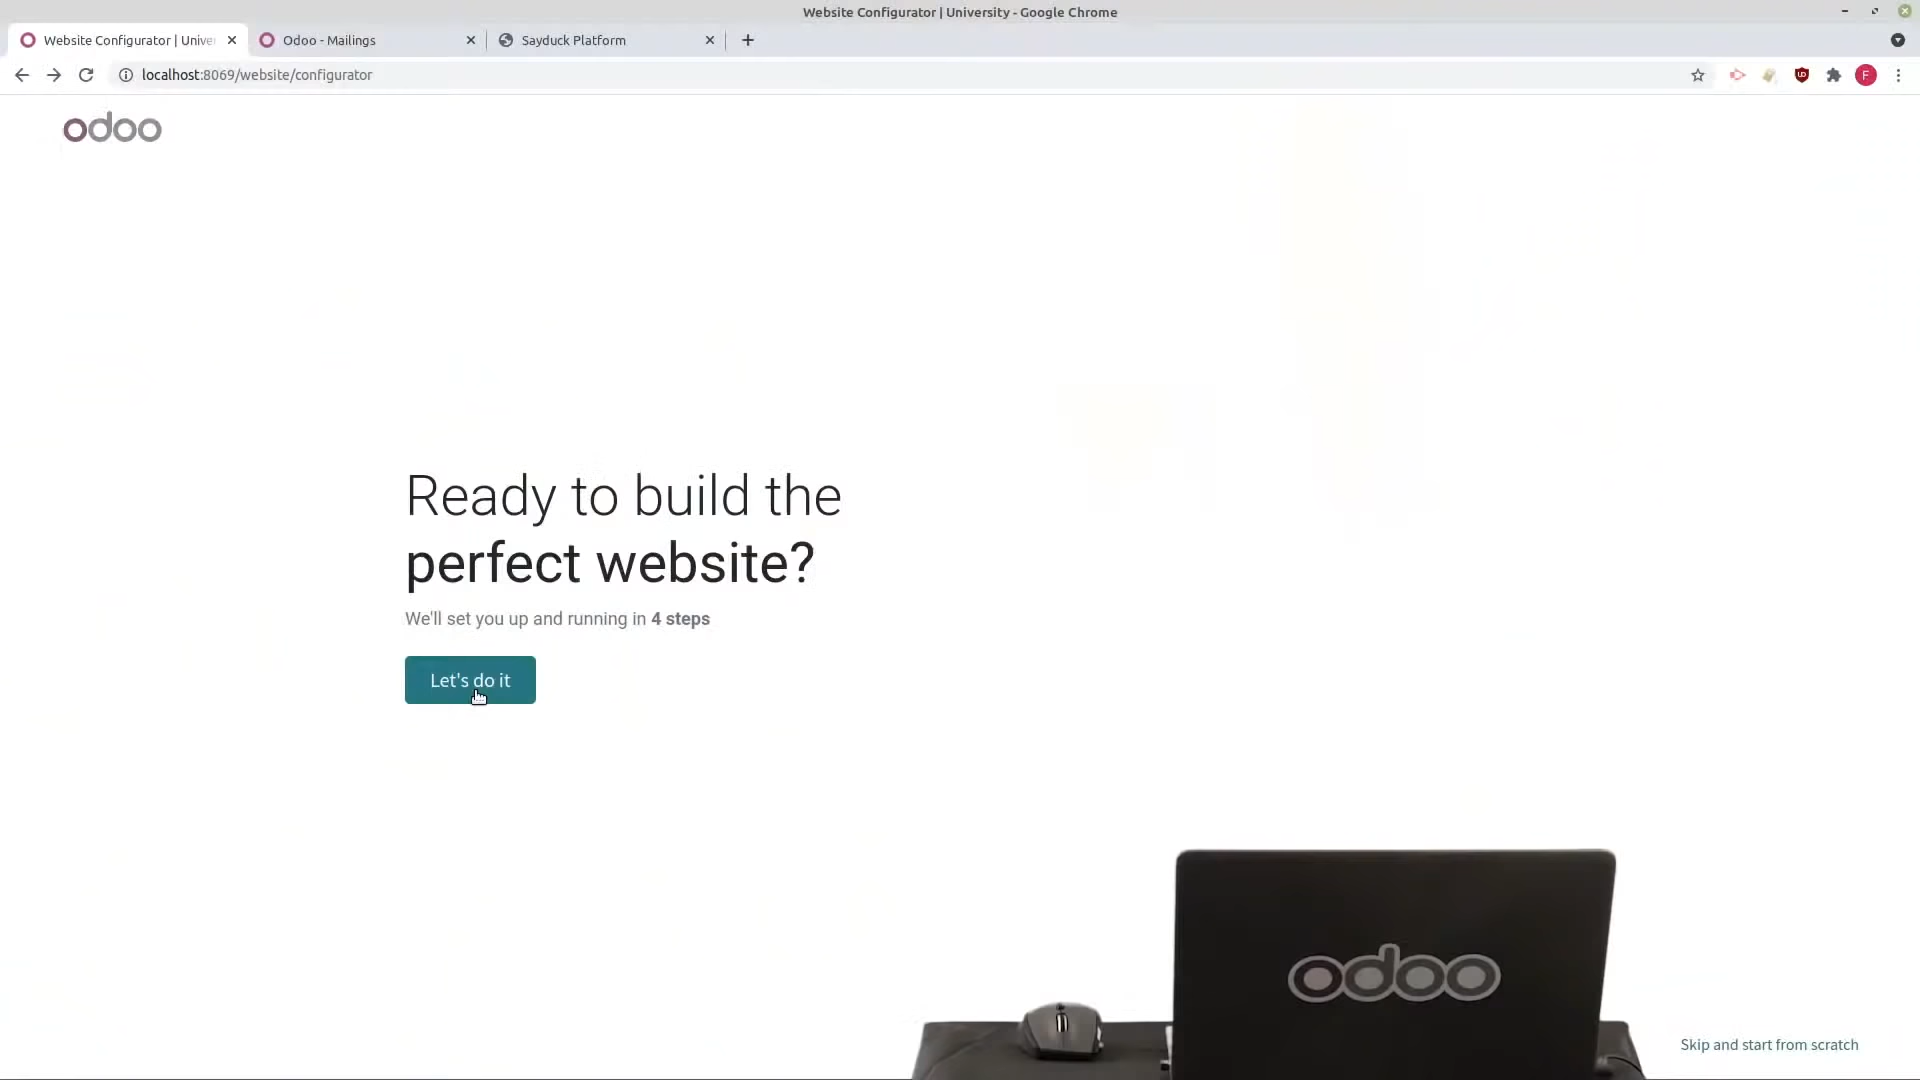 Website Configurator | University - Google Chrome
Website Configurator | Univer
Odoo - Mailings
Sayduck Platform
localhost:8069/website/configurator
F
odoo
Ready to build the
perfect website?
We'll set you up and running in 4 steps
Let's do it
odoo
Skip and start from scratch